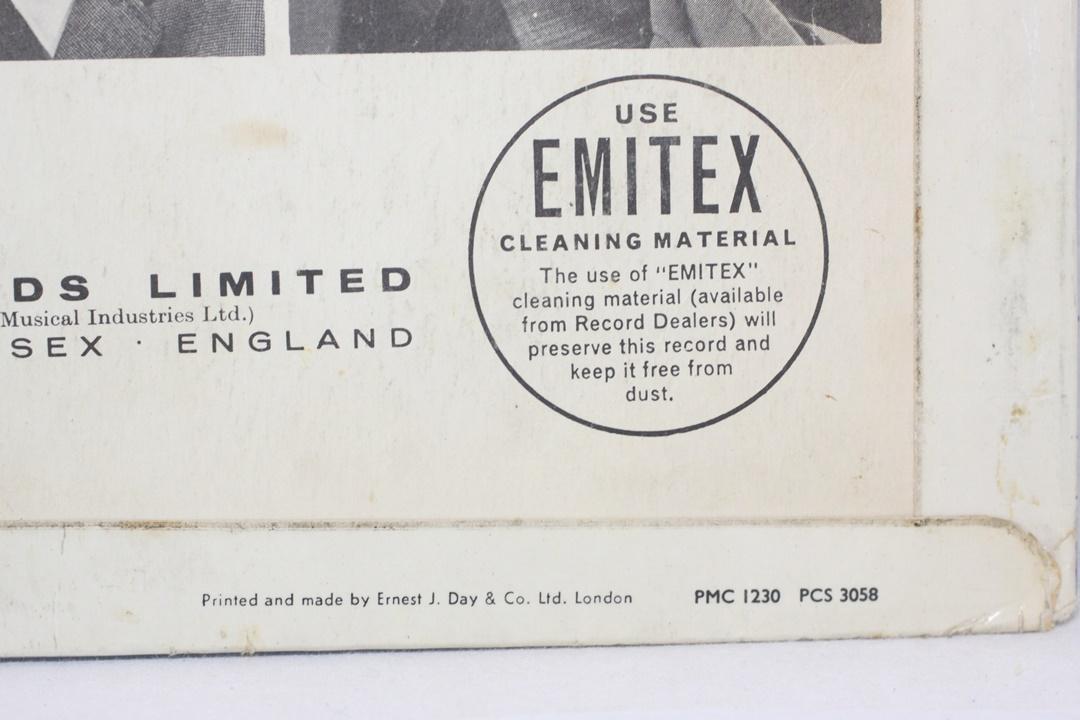 USE
EMITEX
CLEANING MATERIAL
The use of "EMITEX"
cleaning material (available
from Record Dealers) will
preserve this record and
keep it free from
dust.
DS LIMITED
Musical Industries Ltd.)
SEX · ENGLAND
Printed and made by Ernest J. Day & Co. Ltd. London PMC 1230 PCS 3058